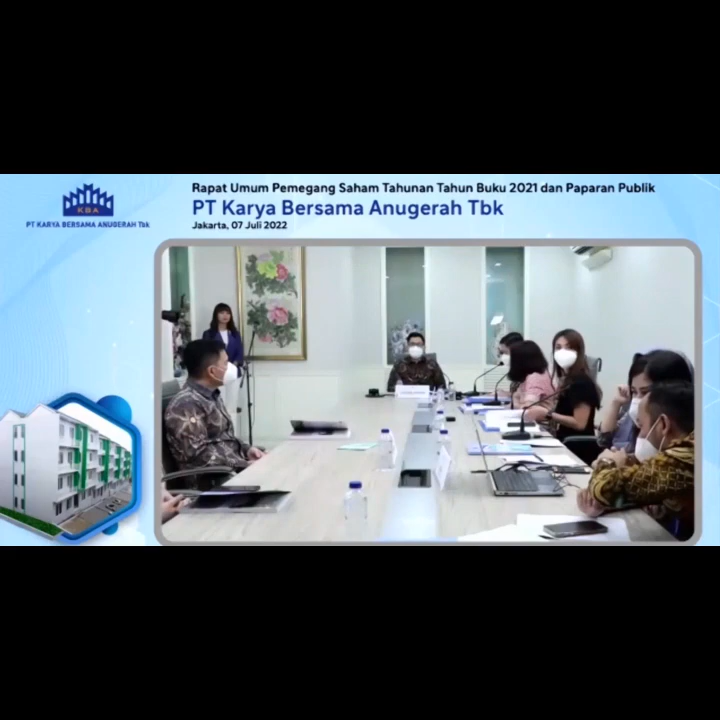 Rapat Umum Pemegang Saham Tahunan Tahun Buku 2021 dan Paparan Publik
PT Karya Bersama Anugerah Tbk
Jakarta, 07 Juli 2022
KBA
PT KARYA BERSAMA ANUGERAH Tbk